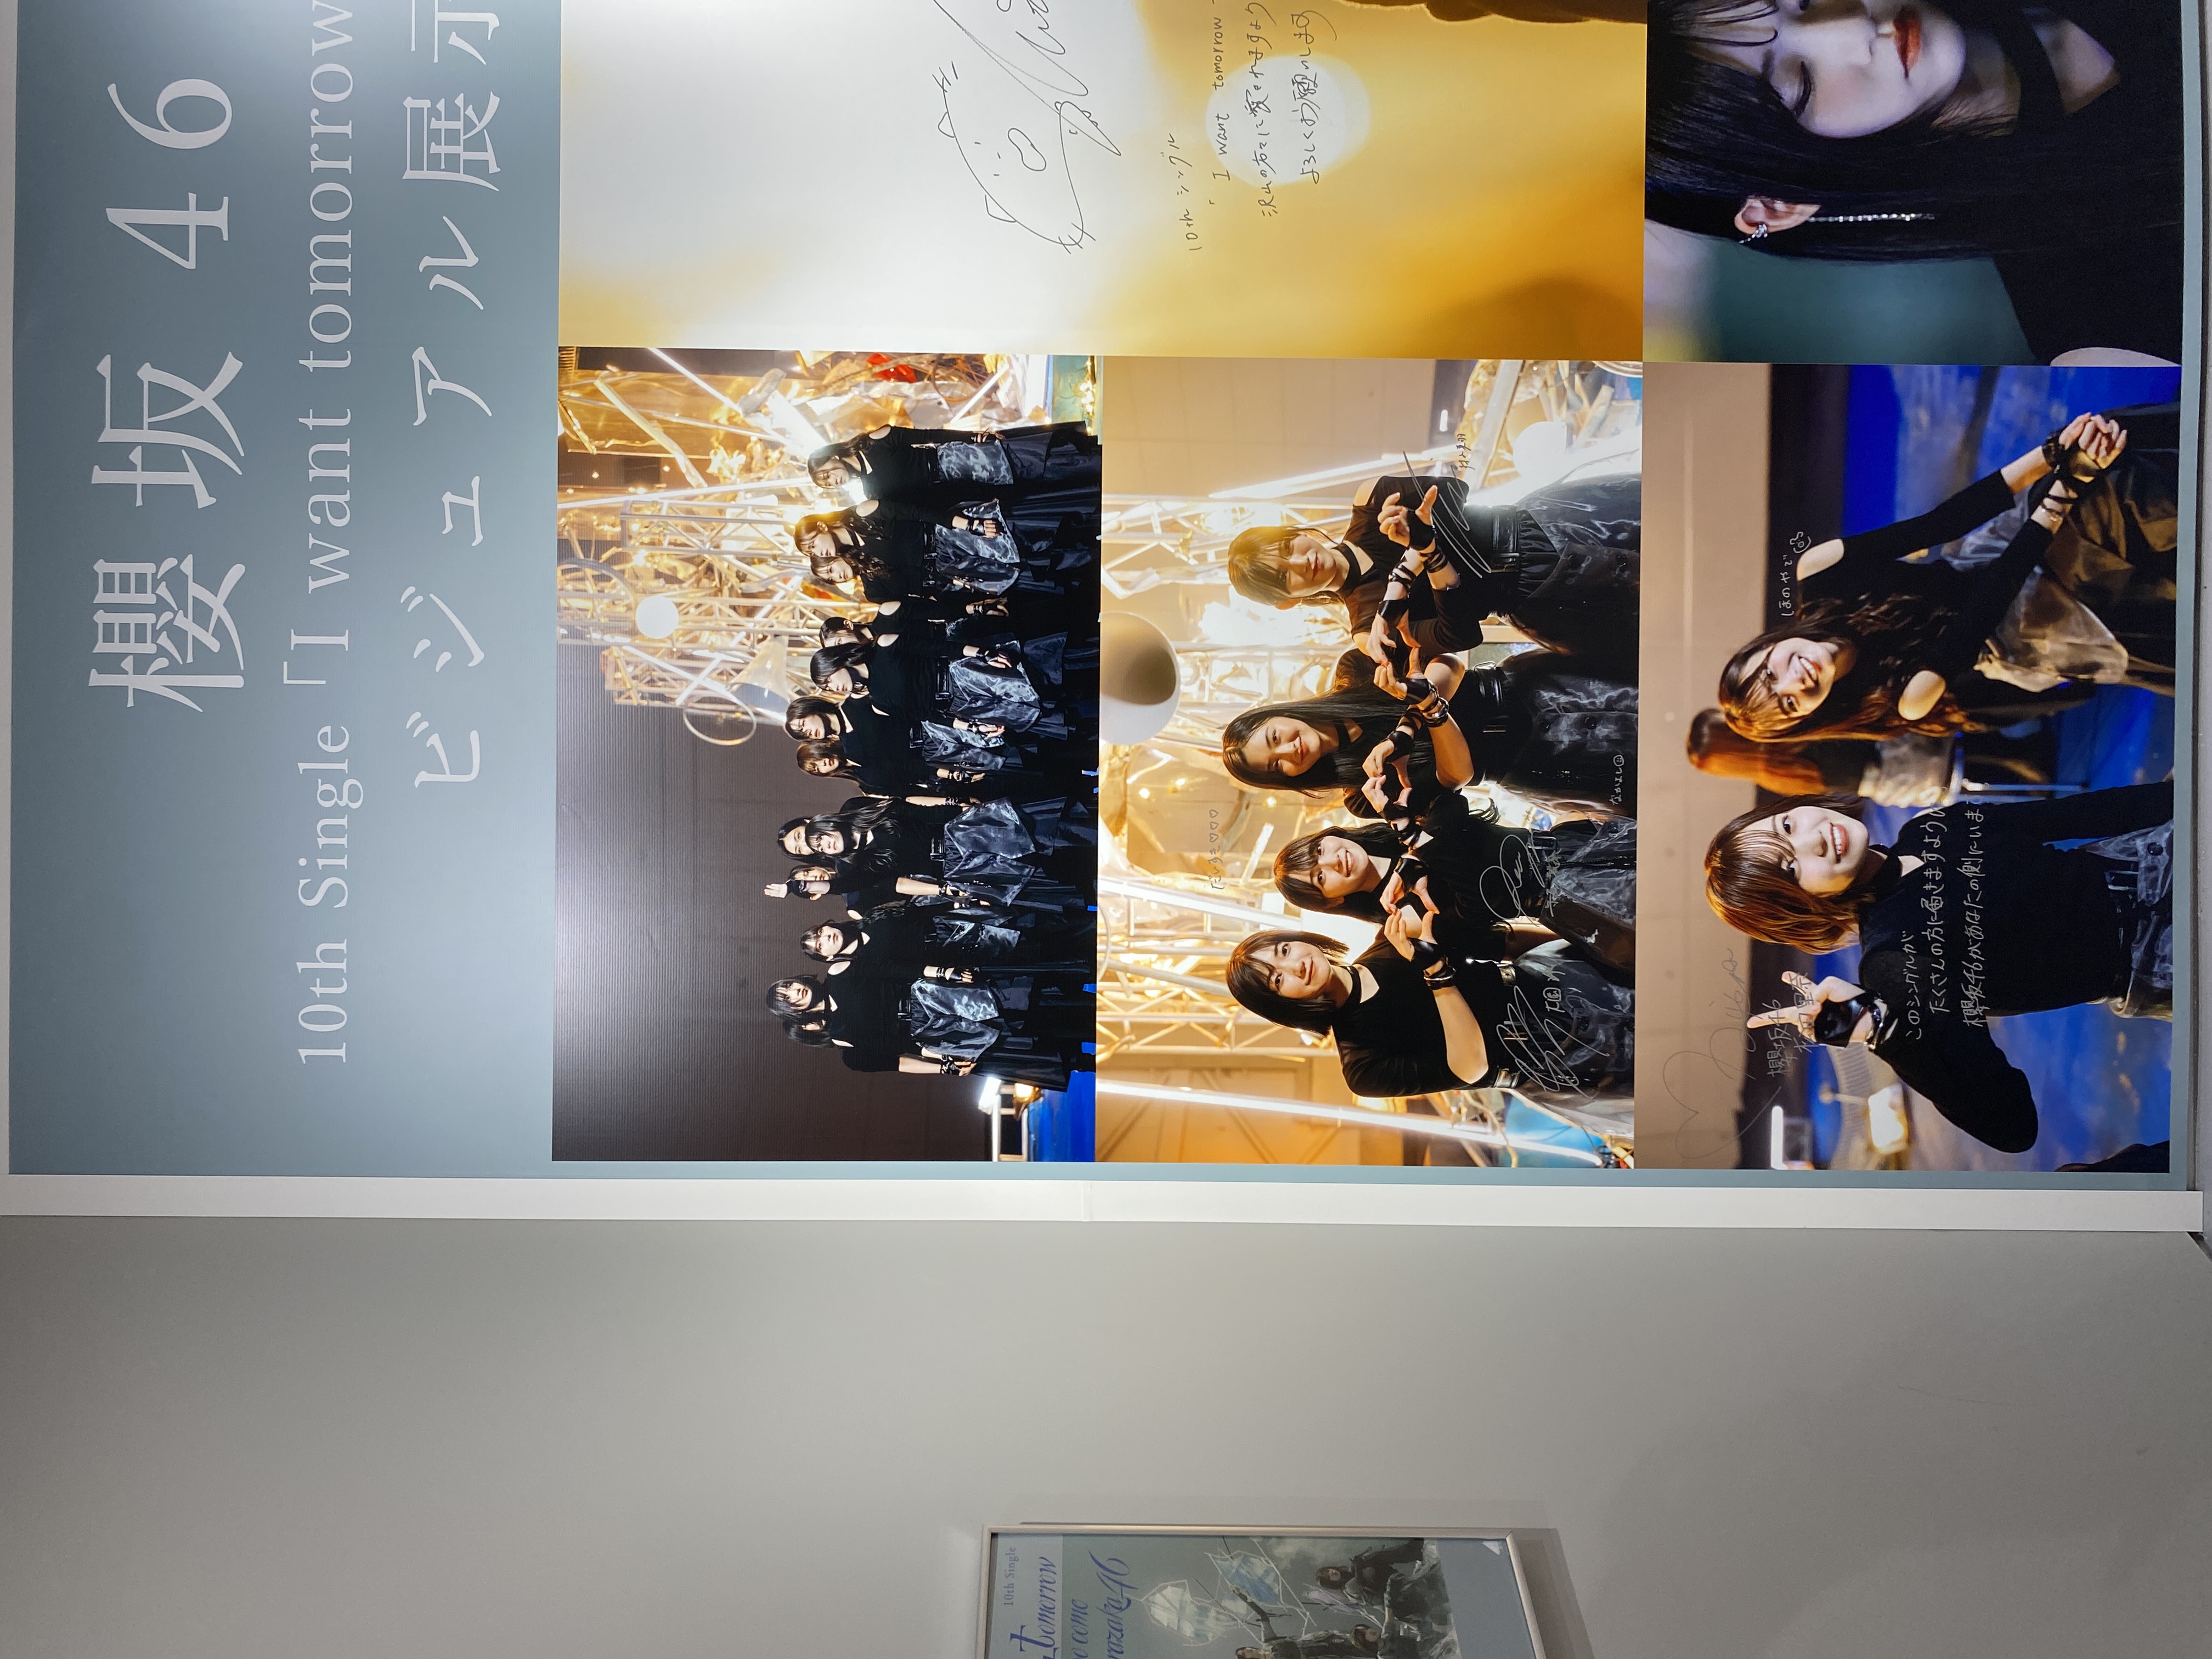 櫻坂46
10th Single「I want tomorrow
ビジュアル展示
10th Single
tomorrow
o come
razaka46
だいすき♡♡♡
10th シングル
「I want tomorrow
沢山の方々に愛されますよう
よろしくお願いします
なかよし
櫻坂46
ほのやで
このシングルが
たくさんの方に届きますように
櫻坂46があなたの側にいます